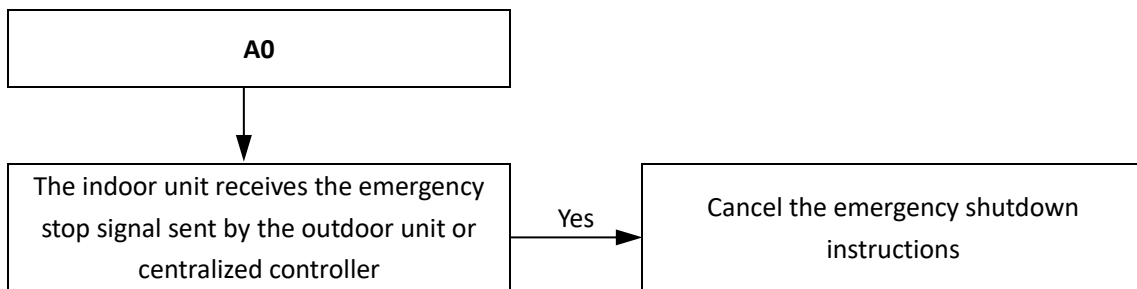 A0
The indoor unit receives the emergency
stop signal sent by the outdoor unit or
centralized controller
Yes
Cancel the emergency shutdown
instructions